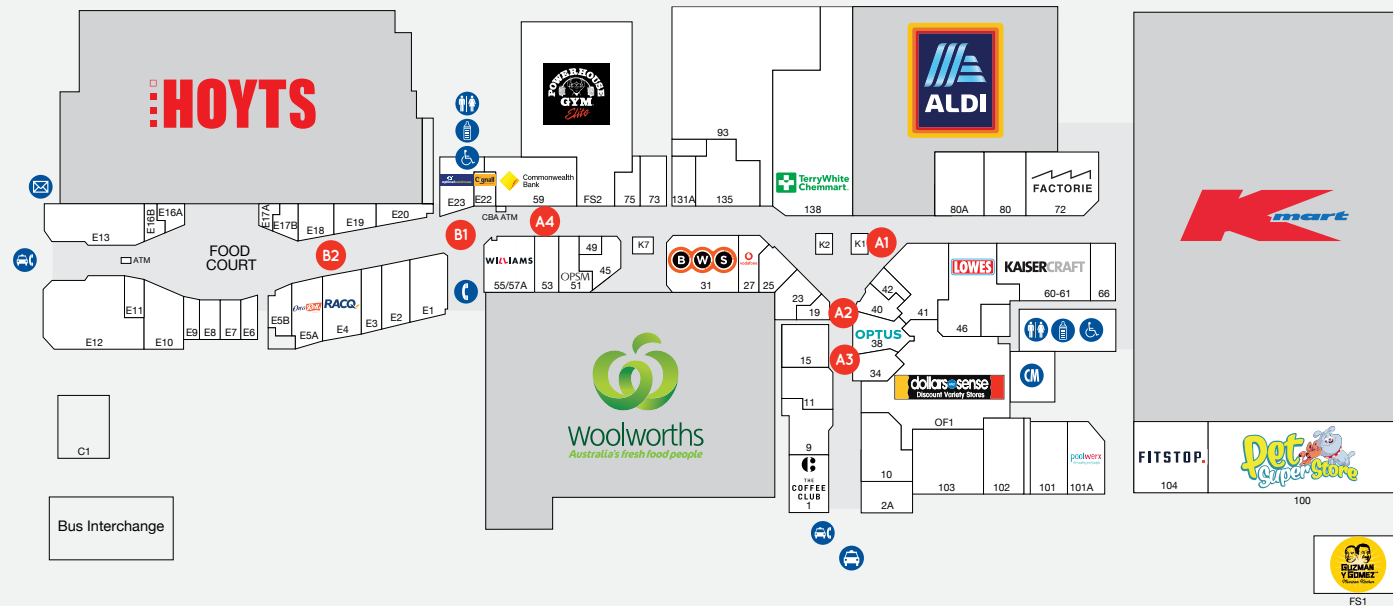 HOYTS
POWERHOUSE
GYM
Elite
ALDI
Kmart
93
TerryWhite
Chemmart.
FACTORIE
Commonwealth
Bank
C gnall
E23
E22
CBA ATM
59
FS2
75
73
131A
135
138
80A
80
72
E13
E16B
E16A
E17A
E17B
E18
E19
E20
A4
B1
B2
FOOD
COURT
ATM
K7
K2
K1
A1
49
45
WILLIAMS
OPSM
55/57A
53
51
BWS
vodafone
31
27
25
23
19
A2
A3
LOWES
KAISERCRAFT
60-61
66
42
40
41
46
OPTUS
38
34
E11
E12
E10
E9
E8
E7
E6
E5B
E5A
RACQ
E4
E3
E2
E1
Woolworths
Australia's fresh food people
15
11
9
THE
COFFEE
CLUB
1
dollars and sense
Discount Variety Stores
CM
OF1
10
2A
103
102
101
poolwerx
101A
FITSTOP.
104
Pet
Super Store
100
C1
Bus Interchange
GUZMAN
Y GOMEZ
Mexican Kitchen
FS1